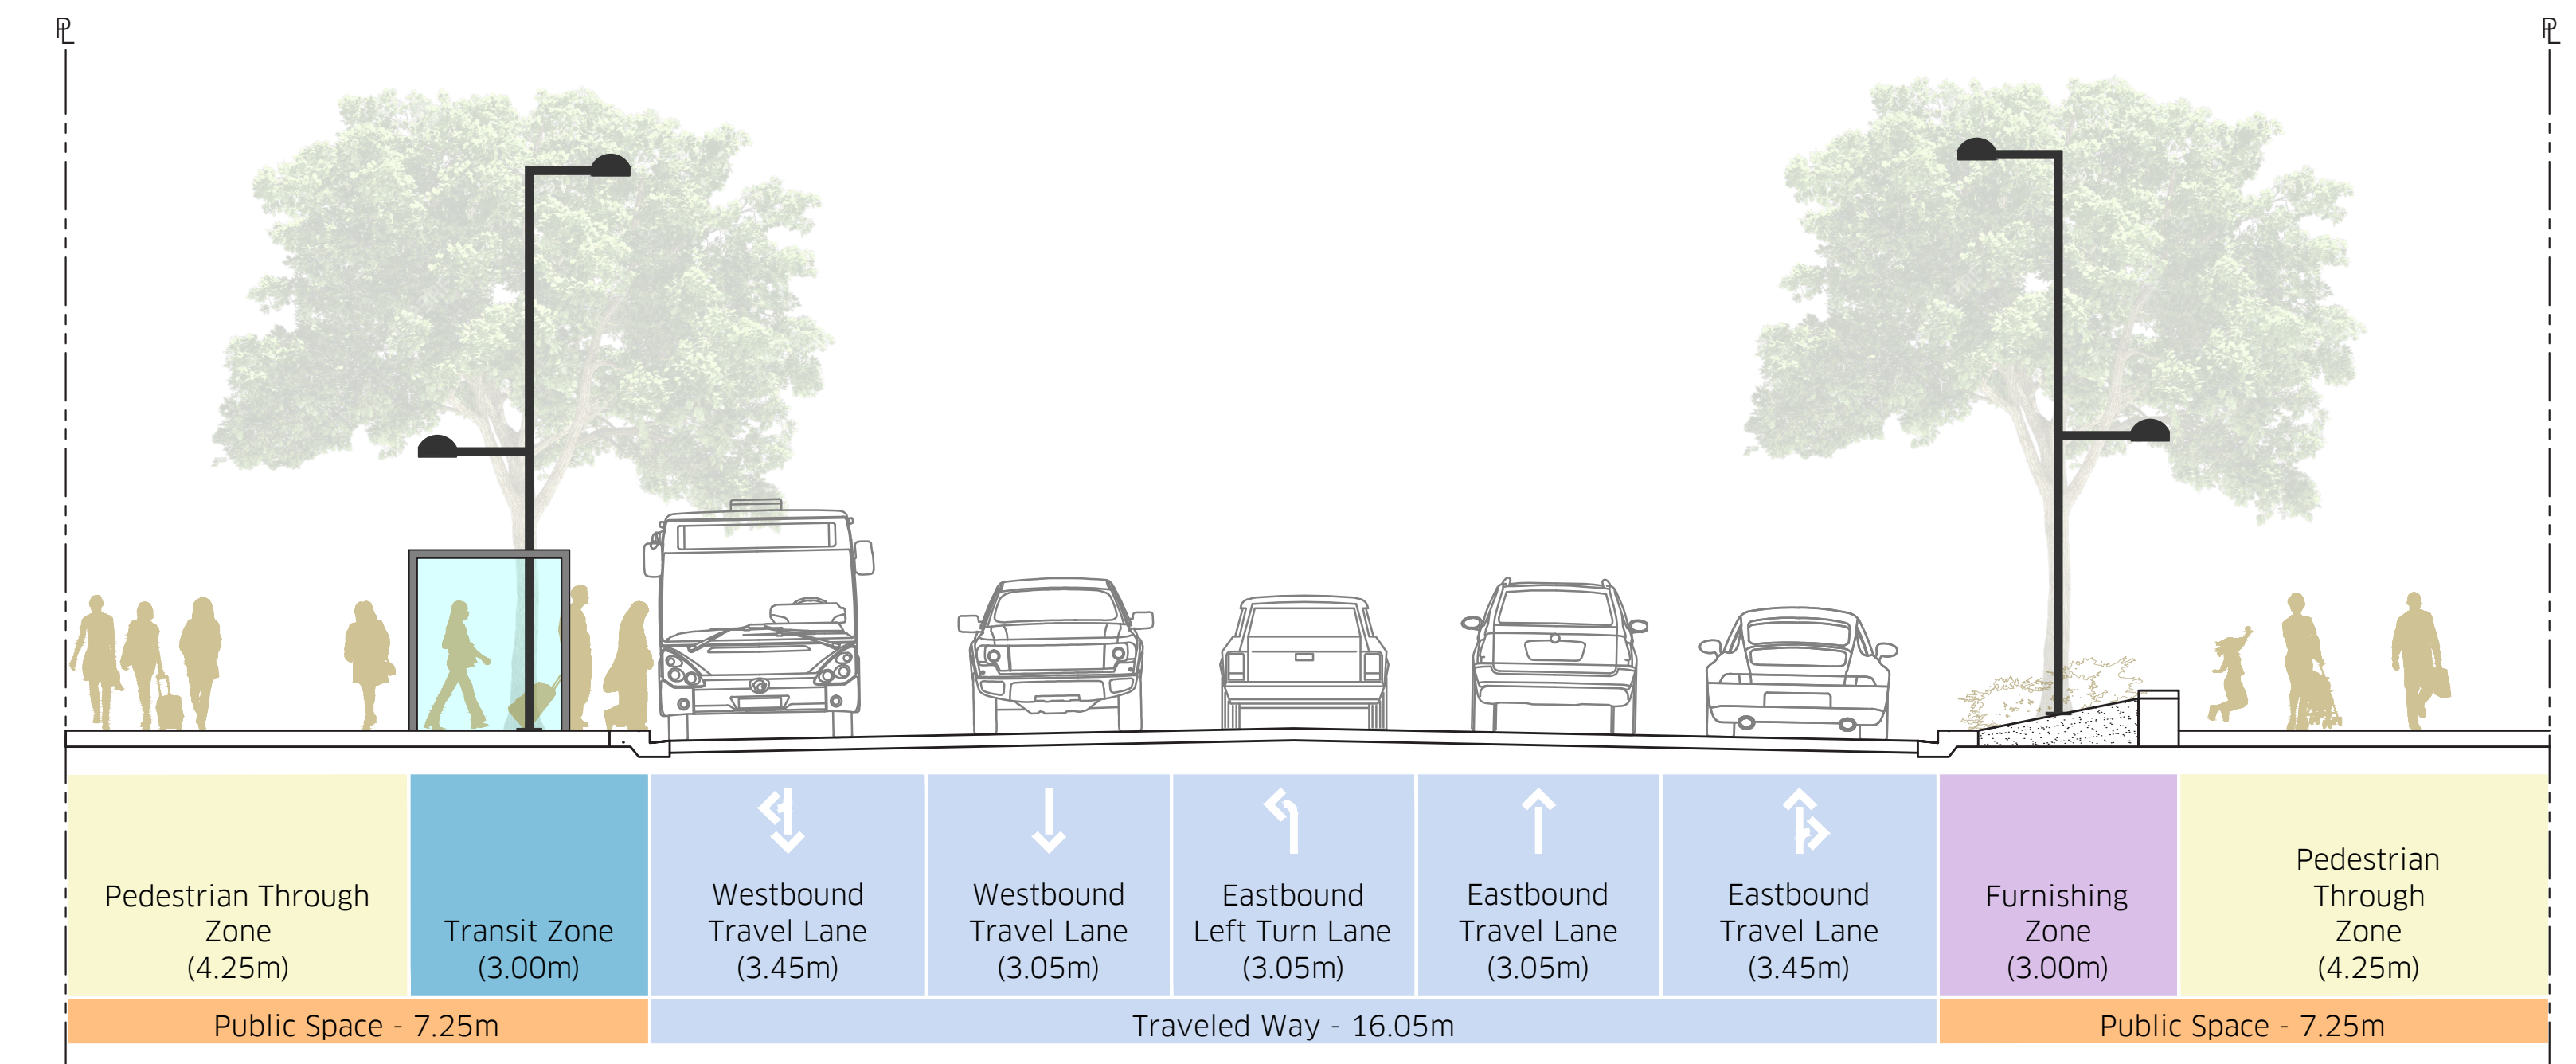 PL
PL
Pedestrian Through
Zone
(4.25m)
Transit Zone
(3.00m)
Westbound
Travel Lane
(3.45m)
Westbound
Travel Lane
(3.05m)
Eastbound
Left Turn Lane
(3.05m)
Eastbound
Travel Lane
(3.05m)
Eastbound
Travel Lane
(3.45m)
Furnishing
Zone
(3.00m)
Pedestrian
Through
Zone
(4.25m)
Public Space - 7.25m
Traveled Way - 16.05m
Public Space - 7.25m